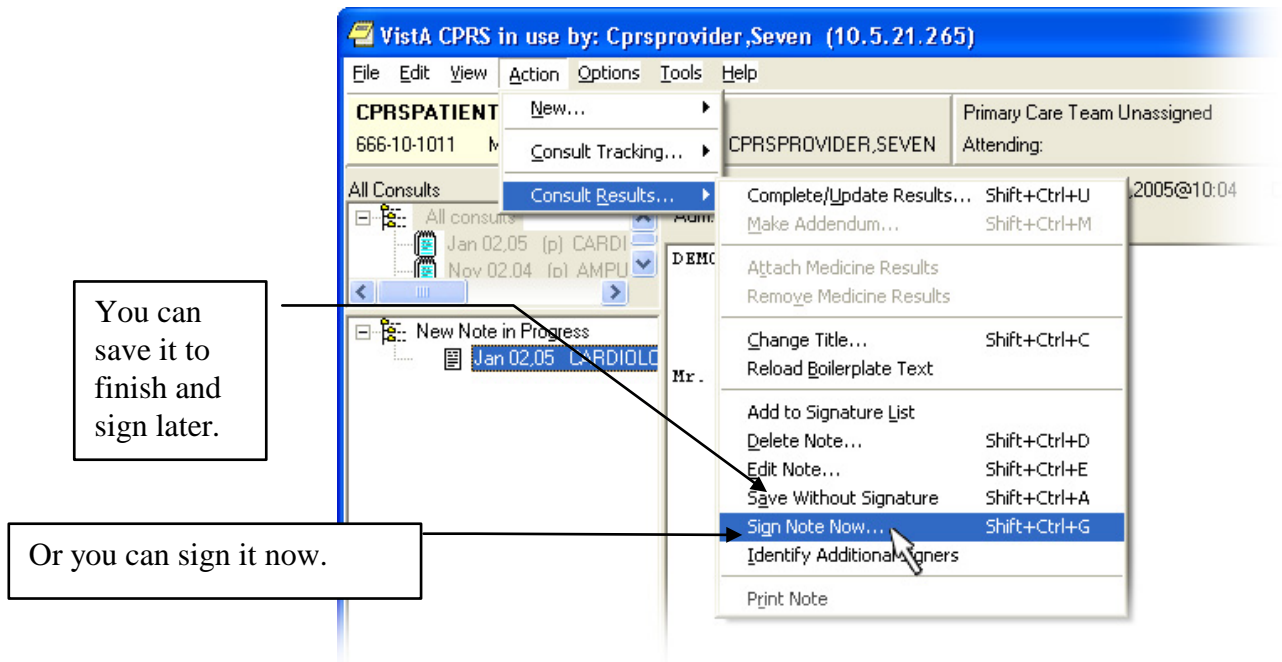 VistA CPRS in use by: Cprsprovider,Seven (10.5.21.265)
File Edit View Action Options Tools Help
CPRSPATIENT
666-10-1011 M
CPRSPROVIDER,SEVEN
Primary Care Team Unassigned
Attending:
New...
Consult Tracking...
Consult Results...
All Consults
All consults
Jan 02,05 (p) CARDI
Nov 02,04 (p) AMPU
New Note in Progress
Jan 02,05 CARDIOLO
Adm.
,2005@10:04
DEMO
Mr.
Complete/Update Results... Shift+Ctrl+U
Make Addendum... Shift+Ctrl+M
Attach Medicine Results
Remove Medicine Results
Change Title... Shift+Ctrl+C
Reload Boilerplate Text
Add to Signature List
Delete Note... Shift+Ctrl+D
Edit Note... Shift+Ctrl+E
Save Without Signature Shift+Ctrl+A
Sign Note Now... Shift+Ctrl+G
Identify Additional Signers
Print Note
You can
save it to
finish and
sign later.
Or you can sign it now.